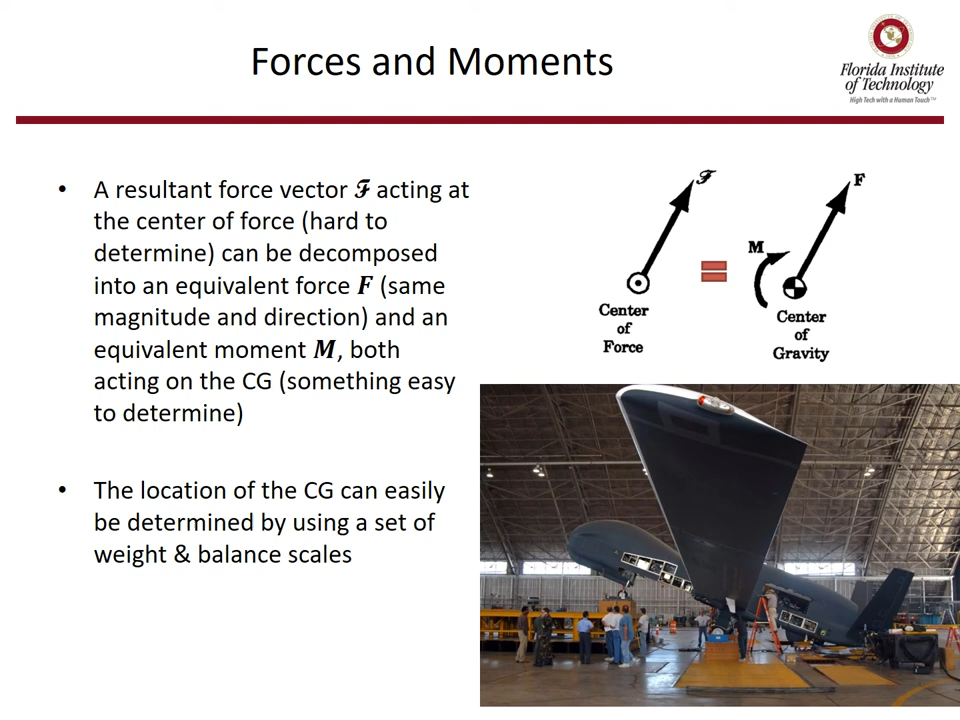 Forces and Moments
Florida Institute
of Technology
High Tech with a Human Touch™
• A resultant force vector 𝓕 acting at
the center of force (hard to
determine) can be decomposed
into an equivalent force 𝑭 (same
magnitude and direction) and an
equivalent moment 𝑴, both
acting on the CG (something easy
to determine)
• The location of the CG can easily
be determined by using a set of
weight & balance scales
𝓕
Center
of
Force
M
F
Center
of
Gravity